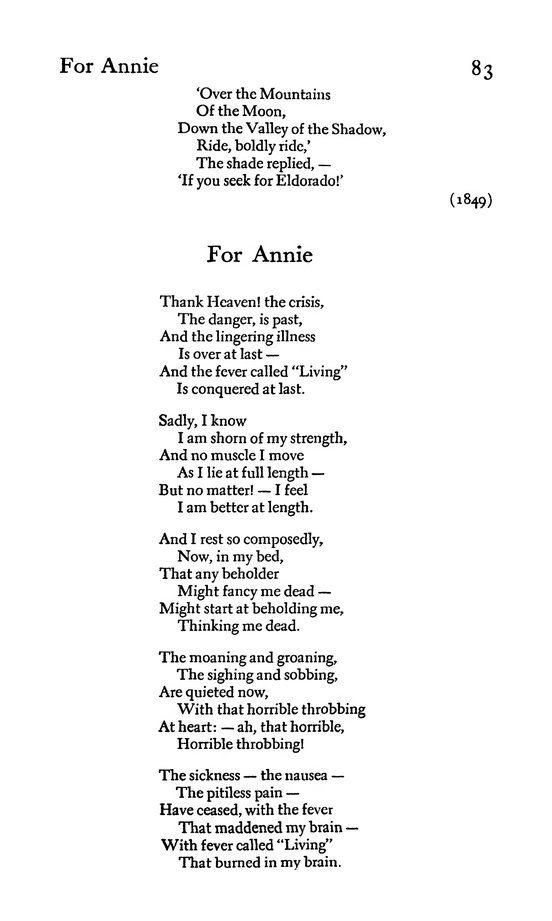 For Annie 83
‘Over the Mountains
Of the Moon,
Down the Valley of the Shadow,
Ride, boldly ride,’
The shade replied, —
‘If you seek for Eldorado!’
(1849)
For Annie
Thank Heaven! the crisis,
The danger, is past,
And the lingering illness
Is over at last —
And the fever called “Living”
Is conquered at last.
Sadly, I know
I am shorn of my strength,
And no muscle I move
As I lie at full length —
But no matter! — I feel
I am better at length.
And I rest so composedly,
Now, in my bed,
That any beholder
Might fancy me dead —
Might start at beholding me,
Thinking me dead.
The moaning and groaning,
The sighing and sobbing,
Are quieted now,
With that horrible throbbing
At heart: — ah, that horrible,
Horrible throbbing!
The sickness — the nausea —
The pitiless pain —
Have ceased, with the fever
That maddened my brain —
With fever called “Living”
That burned in my brain.